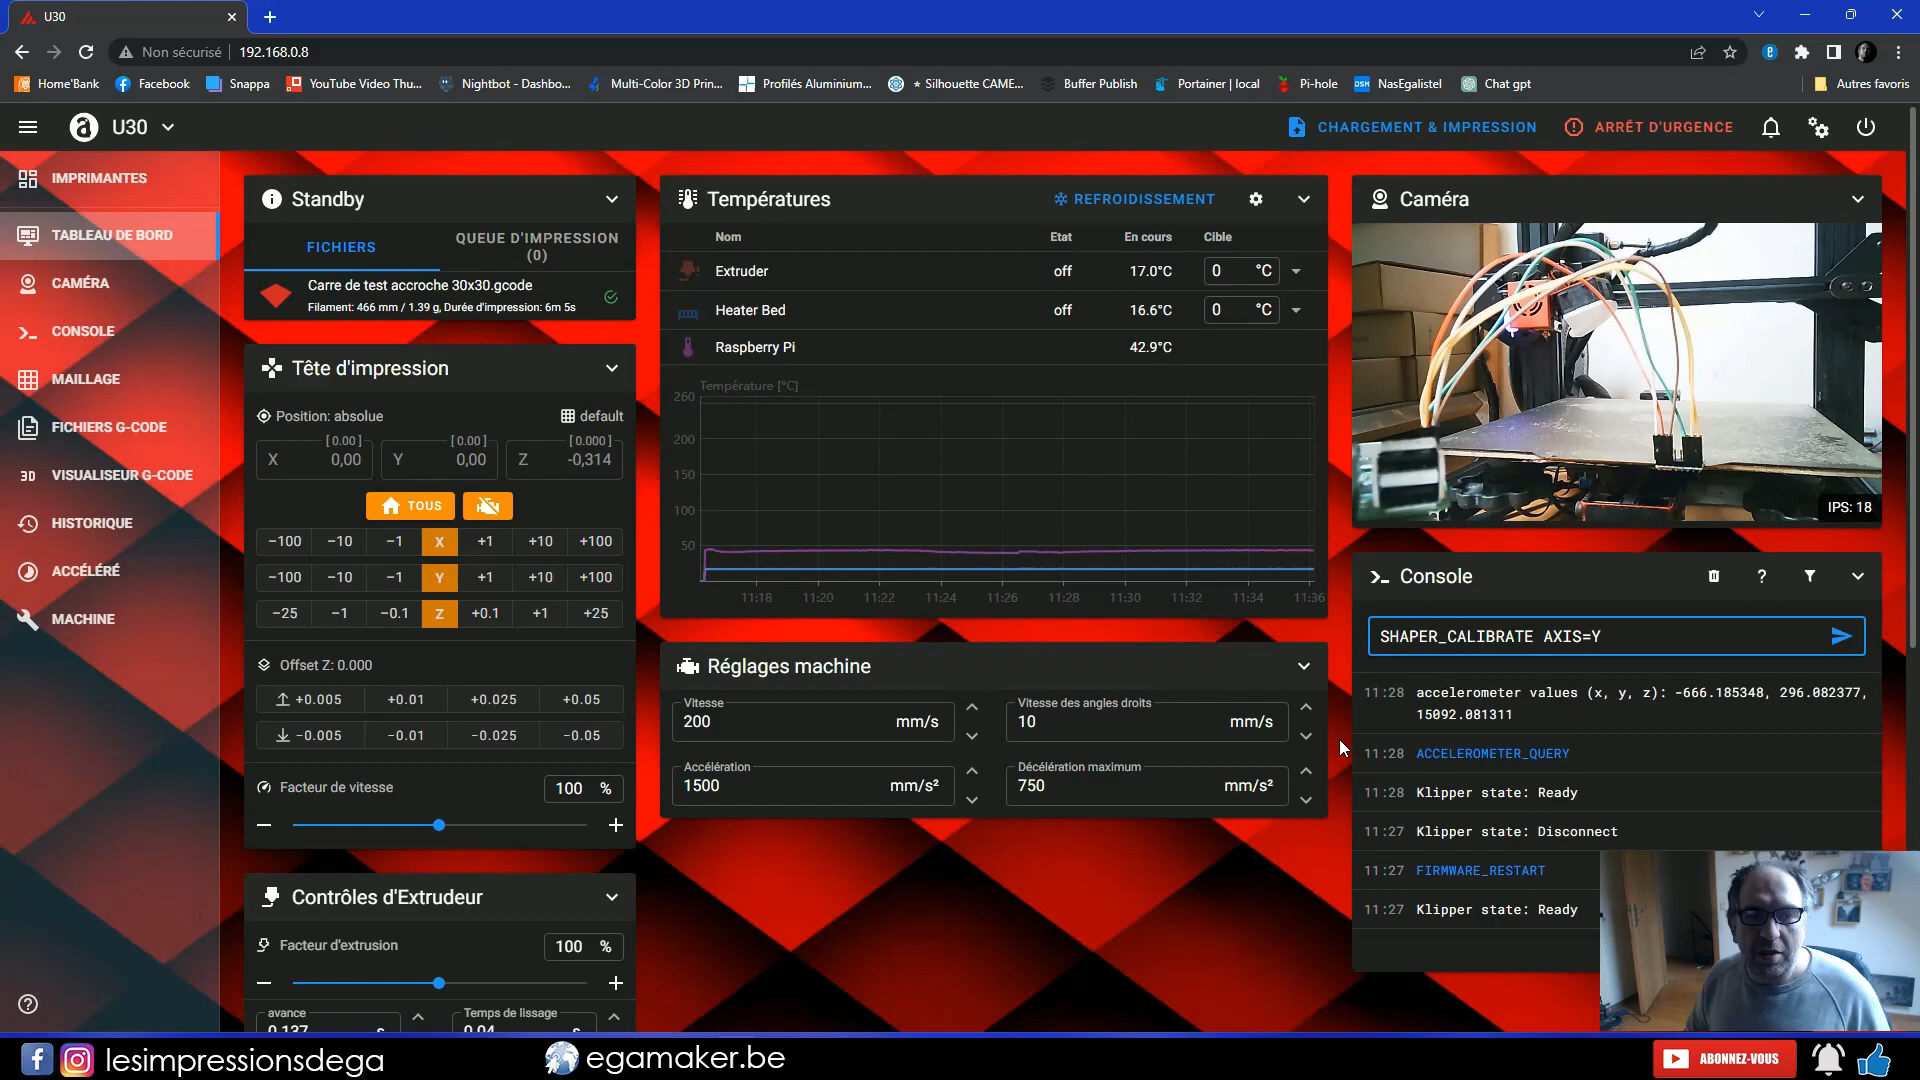 U30
Non sécurisé
192.168.0.8
Home'Bank
Facebook
Snappa
YouTube Video Thu...
Nightbot - Dashbo...
Multi-Color 3D Prin...
Profilés Aluminium...
★ Silhouette CAME...
Buffer Publish
Portainer | local
Pi-hole
DSM
NasEgalistel
Chat gpt
Autres favoris
U30
CHARGEMENT & IMPRESSION
ARRÊT D'URGENCE
IMPRIMANTES
TABLEAU DE BORD
CAMÉRA
CONSOLE
MAILLAGE
FICHIERS G-CODE
3D VISUALISEUR G-CODE
HISTORIQUE
ACCÉLÉRÉ
MACHINE
Standby
FICHIERS
QUEUE D'IMPRESSION
(0)
Carre de test accroche 30x30.gcode
Filament: 466 mm / 1.39 g, Durée d'impression: 6m 5s
Tête d'impression
Position: absolue
default
[ 0.00 ]
X 0,00
[ 0.00 ]
Y 0,00
[ 0.000 ]
Z -0,314
TOUS
−100 −10 −1 X +1 +10 +100
−100 −10 −1 Y +1 +10 +100
−25 −1 −0.1 Z +0.1 +1 +25
Offset Z: 0.000
+0.005 +0.01 +0.025 +0.05
−0.005 −0.01 −0.025 −0.05
Facteur de vitesse
100 %
Contrôles d'Extrudeur
Facteur d'extrusion
100 %
avance
0.137 s
Temps de lissage
0.04 s
Températures
REFROIDISSEMENT
Nom Etat En cours Cible
Extruder off 17.0°C 0 °C
Heater Bed off 16.6°C 0 °C
Raspberry Pi 42.9°C
Température [°C]
260
200
150
100
50
11:18 11:20 11:22 11:24 11:26 11:28 11:30 11:32 11:34 11:36
Réglages machine
Vitesse
200 mm/s
Vitesse des angles droits
10 mm/s
Accélération
1500 mm/s²
Décélération maximum
750 mm/s²
Caméra
IPS: 18
Console
SHAPER_CALIBRATE AXIS=Y
11:28 accelerometer values (x, y, z): -666.185348, 296.082377,
15092.081311
11:28 ACCELEROMETER_QUERY
11:28 Klipper state: Ready
11:27 Klipper state: Disconnect
11:27 FIRMWARE_RESTART
11:27 Klipper state: Ready
lesimpressionsdega
egamaker.be
ABONNEZ-VOUS